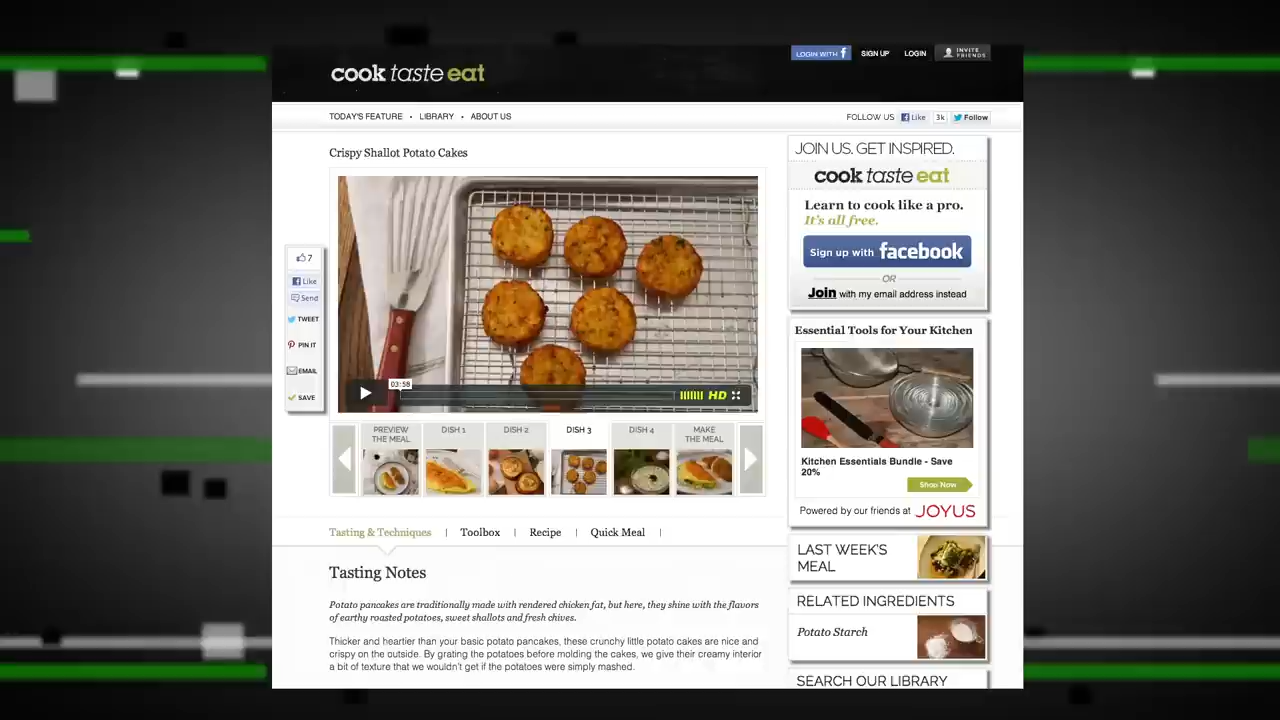 cook taste eat
LOGIN WITH f
SIGN UP
LOGIN
INVITE
FRIENDS
TODAY'S FEATURE • LIBRARY • ABOUT US
FOLLOW US
Like
3k
Follow
Crispy Shallot Potato Cakes
7
Like
Send
TWEET
PIN IT
EMAIL
SAVE
03:58
HD
PREVIEW
THE MEAL
DISH 1
DISH 2
DISH 3
DISH 4
MAKE
THE MEAL
Tasting & Techniques | Toolbox | Recipe | Quick Meal |
Tasting Notes
Potato pancakes are traditionally made with rendered chicken fat, but here, they shine with the flavors
of earthy roasted potatoes, sweet shallots and fresh chives.
Thicker and heartier than your basic potato pancakes, these crunchy little potato cakes are nice and
crispy on the outside. By grating the potatoes before molding the cakes, we give their creamy interior
a bit of texture that we wouldn't get if the potatoes were simply mashed.
JOIN US. GET INSPIRED.
cook taste eat
Learn to cook like a pro.
It's all free.
Sign up with facebook
OR
Join with my email address instead
Essential Tools for Your Kitchen
Kitchen Essentials Bundle - Save
20%
Shop Now
Powered by our friends at JOYUS
LAST WEEK'S
MEAL
RELATED INGREDIENTS
Potato Starch
SEARCH OUR LIBRARY